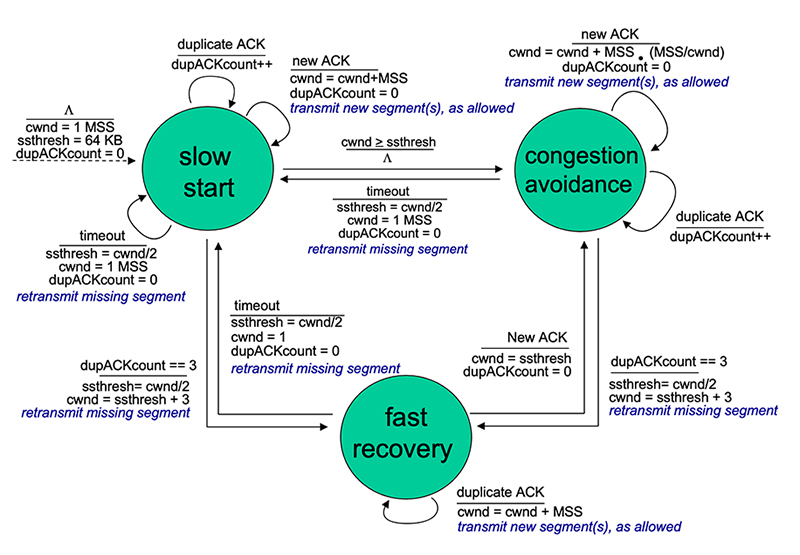 duplicate ACK
dupACKcount++
new ACK
cwnd = cwnd+MSS
dupACKcount = 0
transmit new segment(s), as allowed
new ACK
cwnd = cwnd + MSS . (MSS/cwnd)
dupACKcount = 0
transmit new segment(s), as allowed
Λ
cwnd = 1 MSS
ssthresh = 64 KB
dupACKcount = 0
slow
start
cwnd ≥ ssthresh
Λ
congestion
avoidance
timeout
ssthresh = cwnd/2
cwnd = 1 MSS
dupACKcount = 0
retransmit missing segment
duplicate ACK
dupACKcount++
timeout
ssthresh = cwnd/2
cwnd = 1 MSS
dupACKcount = 0
retransmit missing segment
timeout
ssthresh = cwnd/2
cwnd = 1
dupACKcount = 0
retransmit missing segment
New ACK
cwnd = ssthresh
dupACKcount = 0
dupACKcount == 3
ssthresh= cwnd/2
cwnd = ssthresh + 3
retransmit missing segment
dupACKcount == 3
ssthresh= cwnd/2
cwnd = ssthresh + 3
retransmit missing segment
fast
recovery
duplicate ACK
cwnd = cwnd + MSS
transmit new segment(s), as allowed